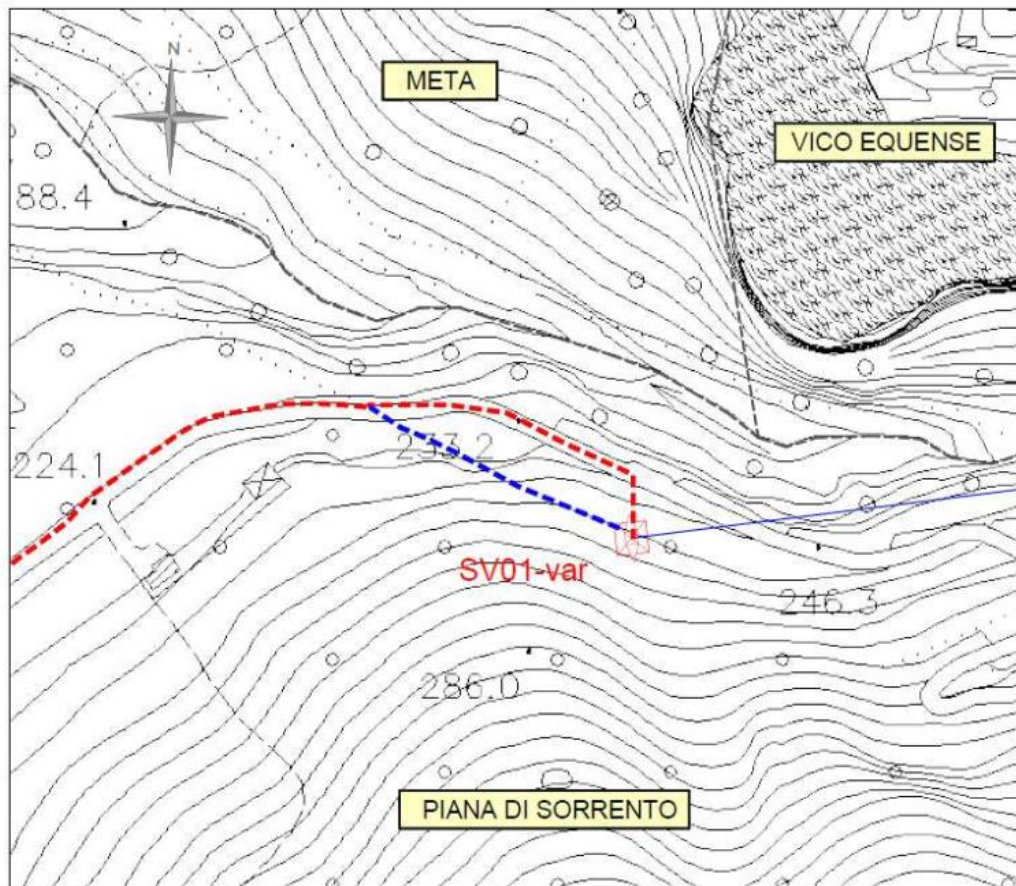 N
META
VICO EQUENSE
88.4
233.2
224.1
SV01-var
246.3
286.0
PIANA DI SORRENTO